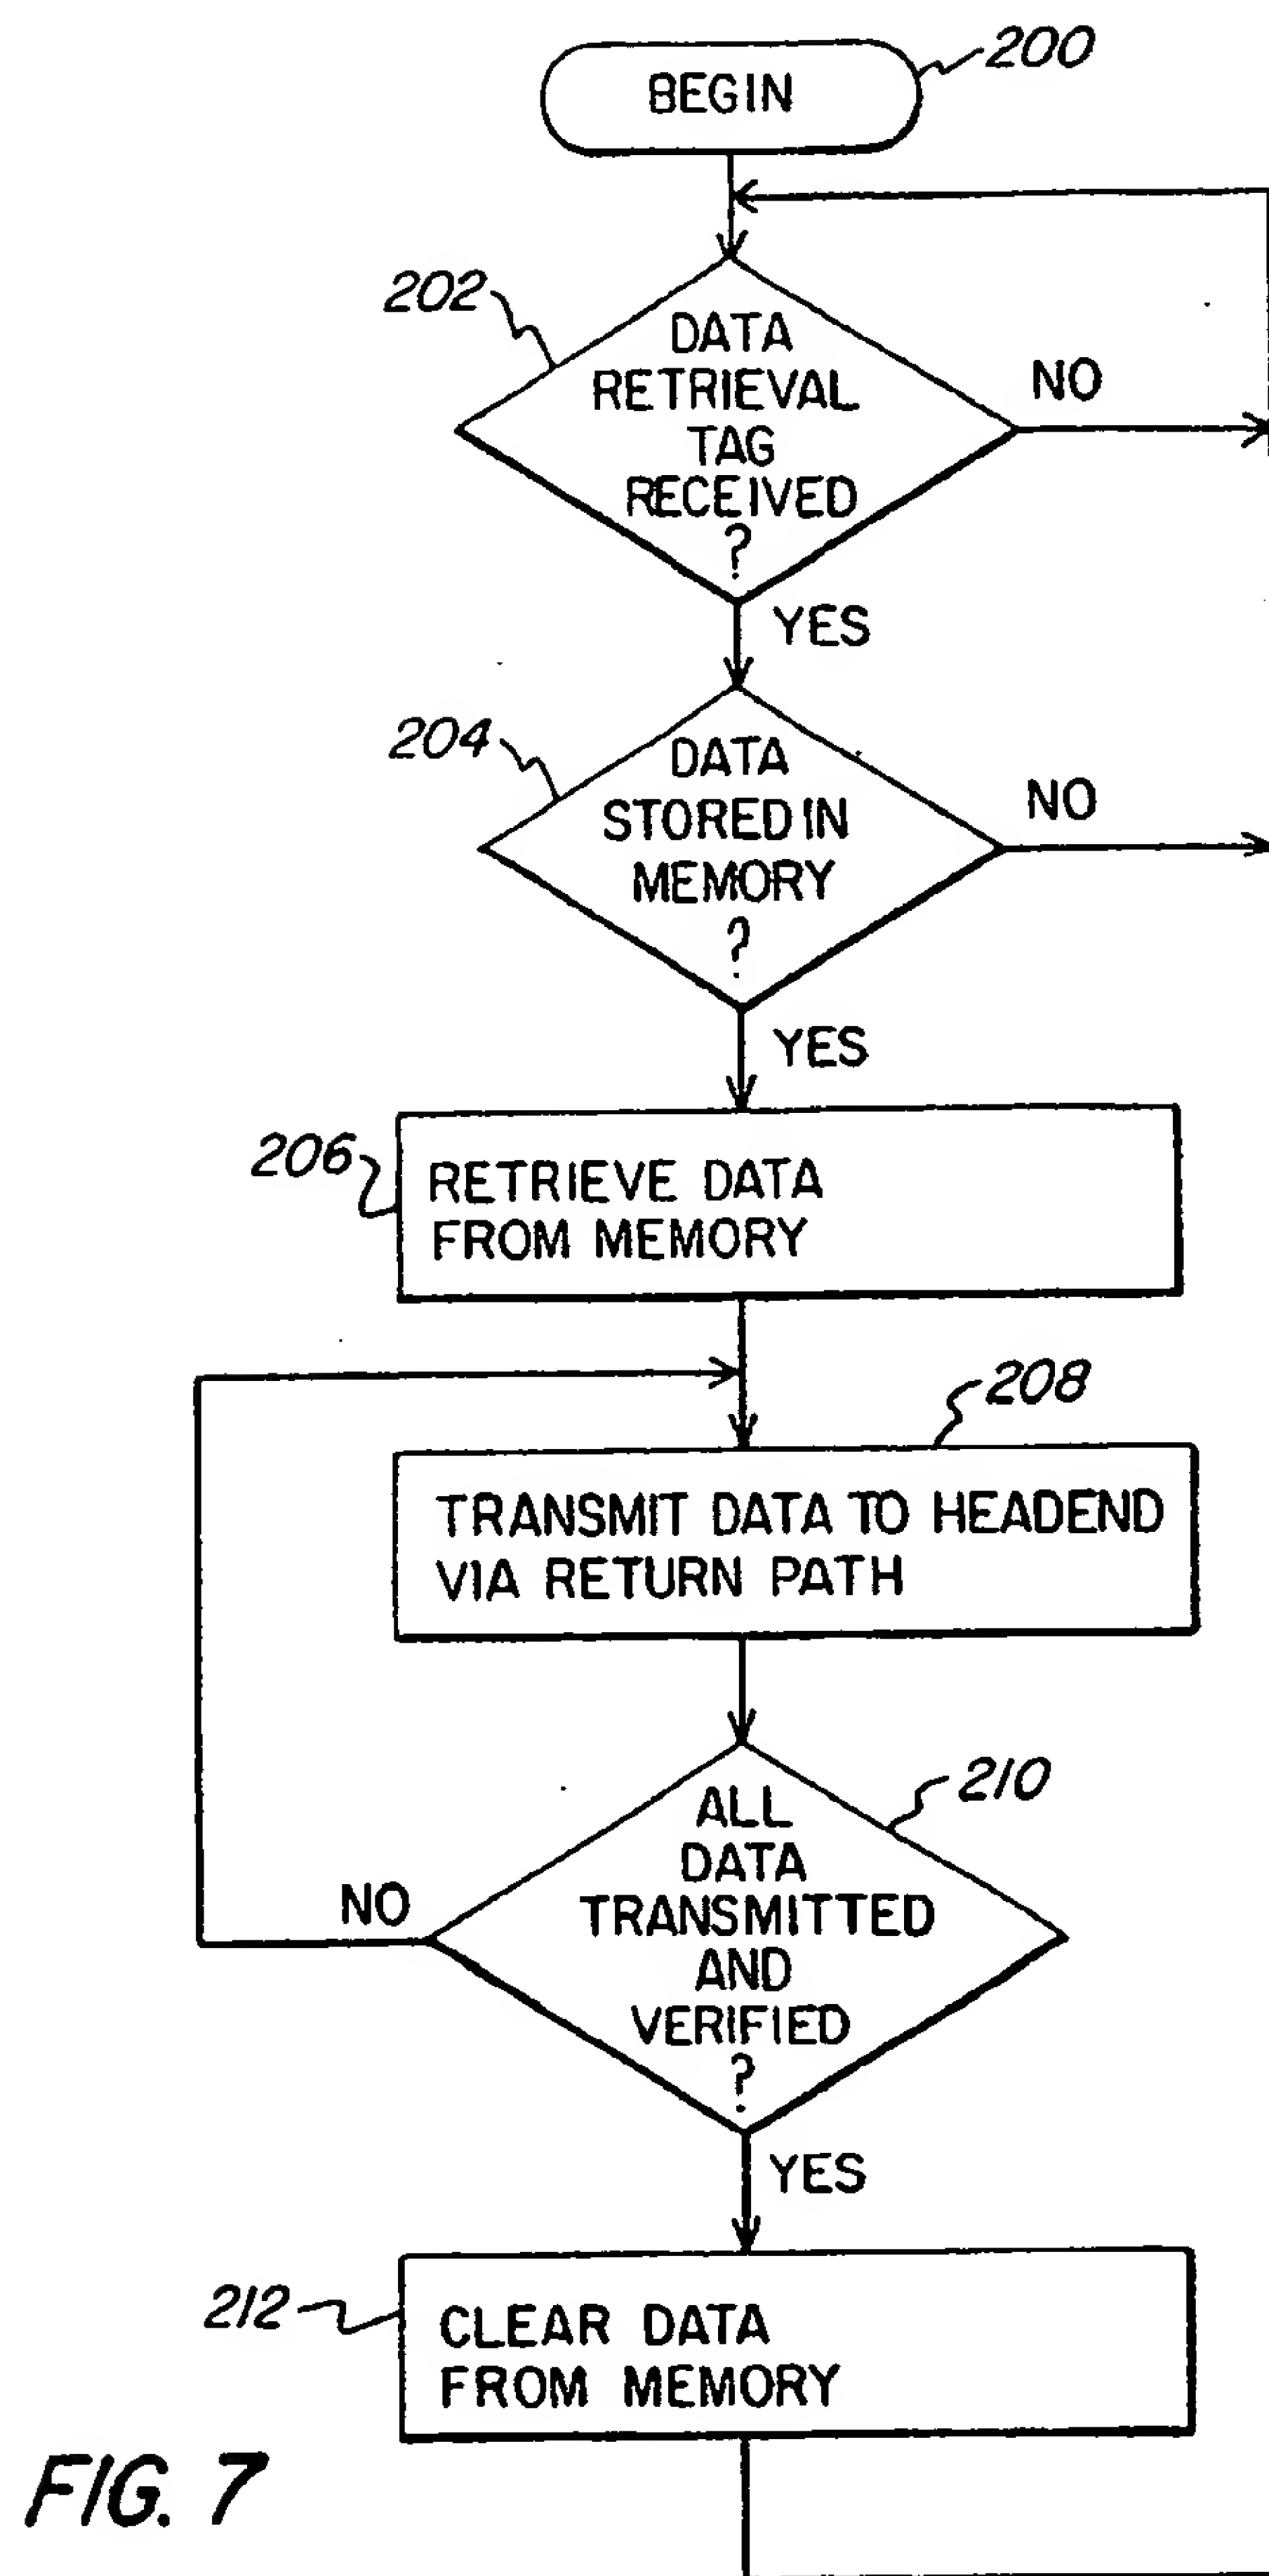 BEGIN
200
202
DATA
RETRIEVAL
TAG
RECEIVED
?
NO
YES
204
DATA
STORED IN
MEMORY
?
NO
YES
206
RETRIEVE DATA
FROM MEMORY
208
TRANSMIT DATA TO HEADEND
VIA RETURN PATH
210
ALL
DATA
TRANSMITTED
AND
VERIFIED
?
NO
YES
212
CLEAR DATA
FROM MEMORY
FIG. 7